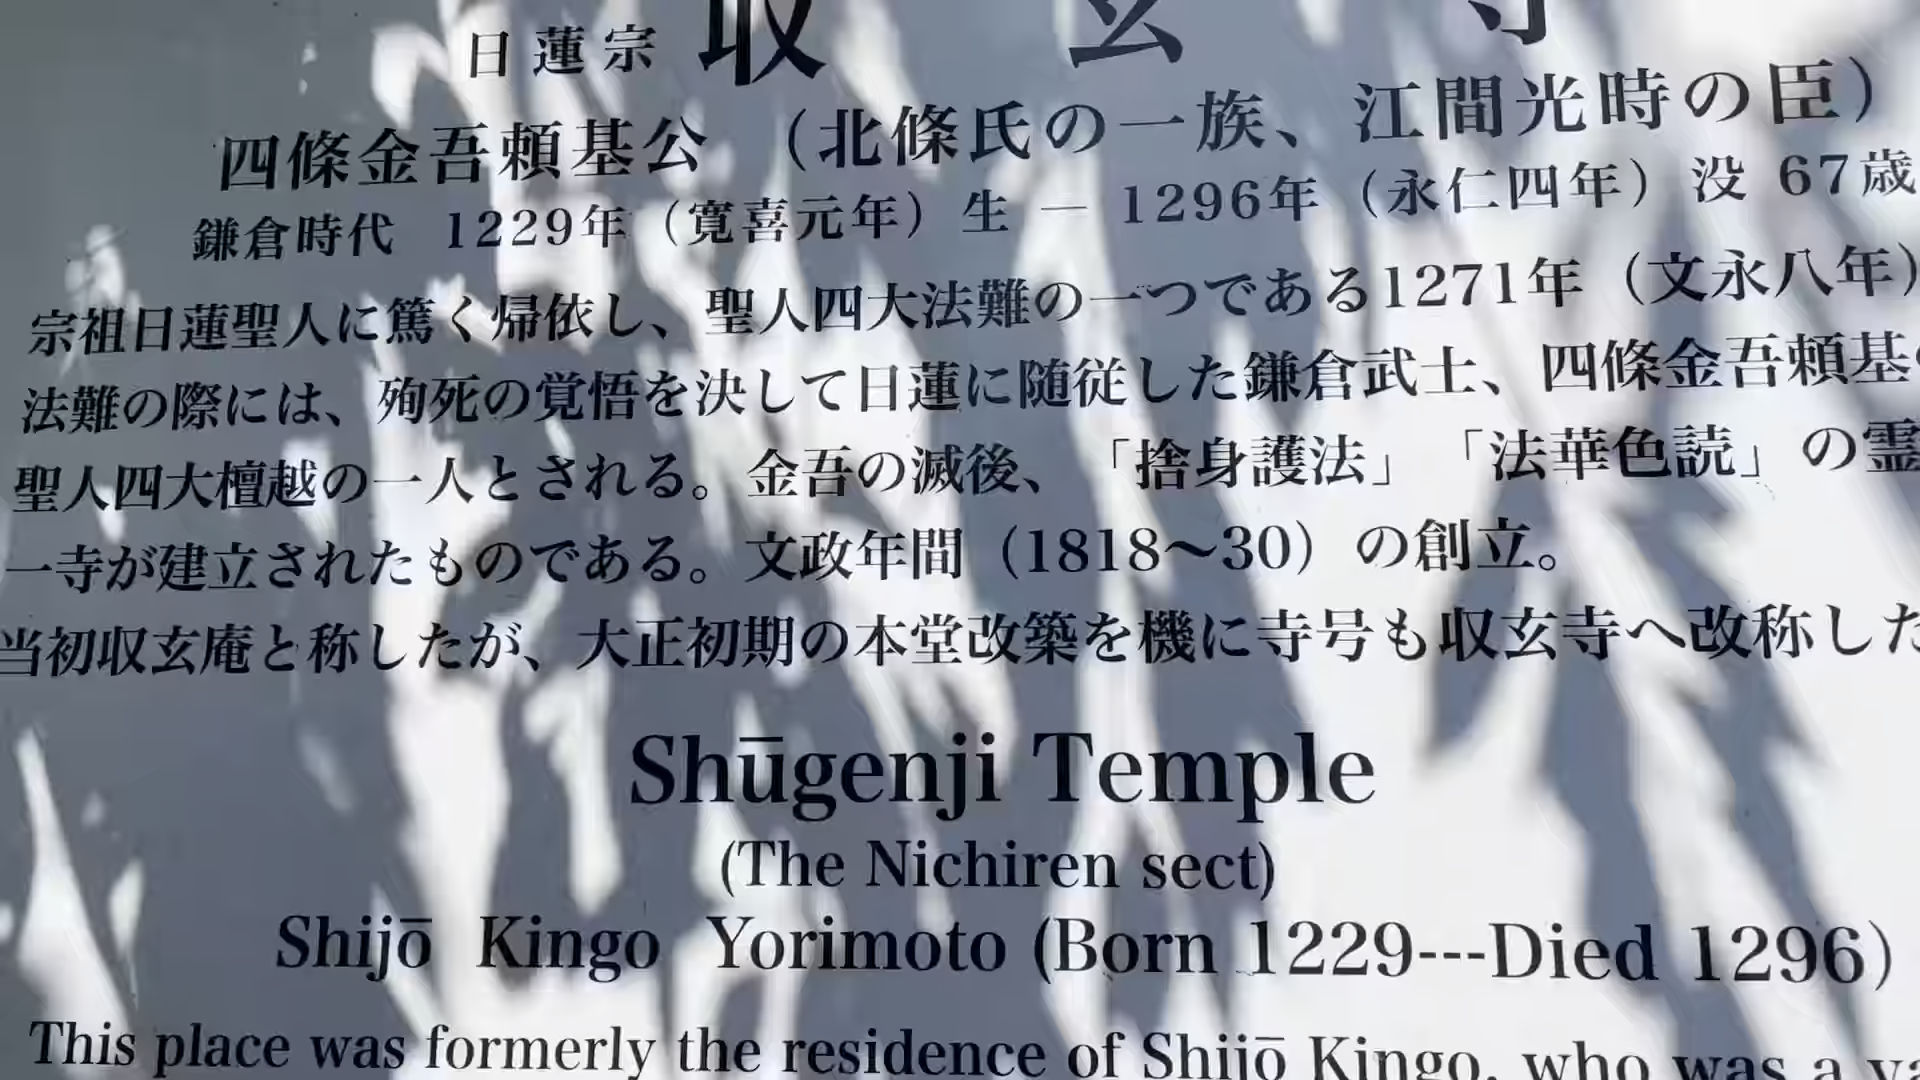 日蓮宗 収玄寺
四條金吾頼基公 （北條氏の一族、江間光時の臣）
鎌倉時代 1229年（寛喜元年）生 ― 1296年（永仁四年）没 67歳
宗祖日蓮聖人に篤く帰依し、聖人四大法難の一つである1271年（文永八年）
法難の際には、殉死の覚悟を決して日蓮に随従した鎌倉武士、四條金吾頼基の
聖人四大檀越の一人とされる。金吾の滅後、「捨身護法」「法華色読」の霊
一寺が建立されたものである。文政年間（1818～30）の創立。
当初収玄庵と称したが、大正初期の本堂改築を機に寺号も収玄寺へ改称した
Shūgenji Temple
(The Nichiren sect)
Shijō Kingo Yorimoto (Born 1229---Died 1296)
This place was formerly the residence of Shijō Kingo, who was a va